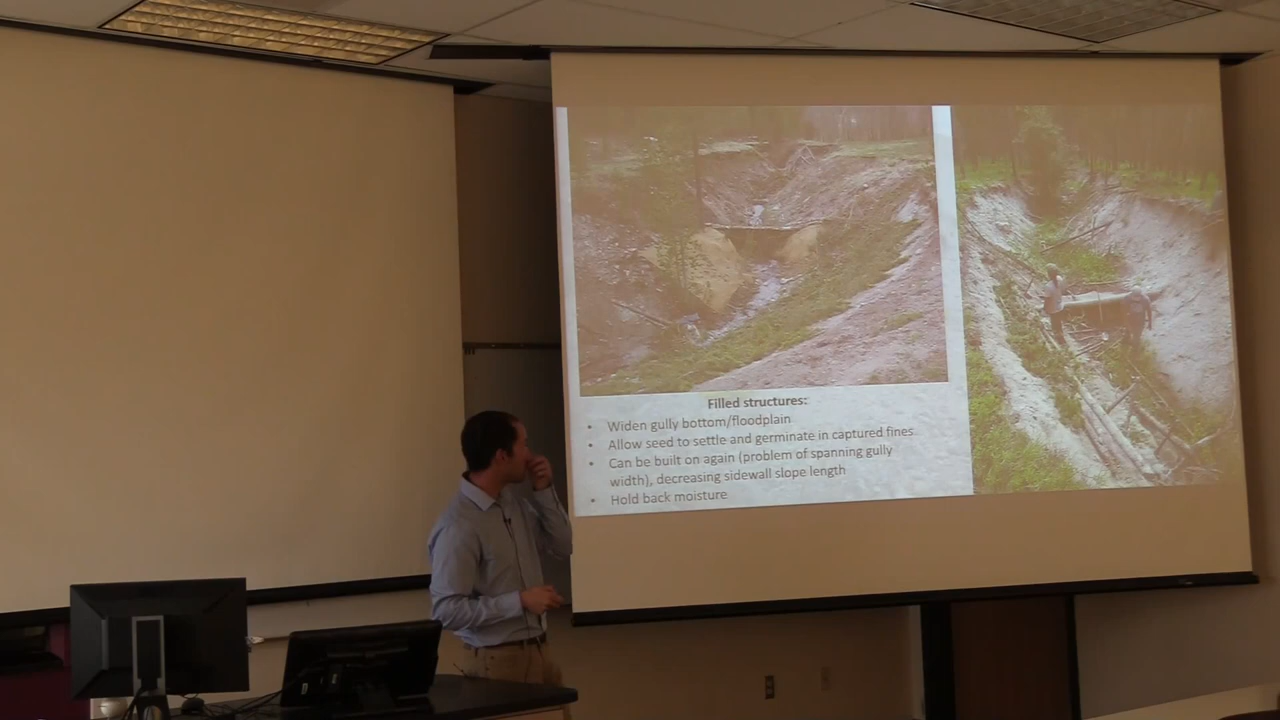 Filled structures:
• Widen gully bottom/floodplain
• Allow seed to settle and germinate in captured fines
• Can be built on again (problem of spanning gully
width), decreasing sidewall slope length
• Hold back moisture